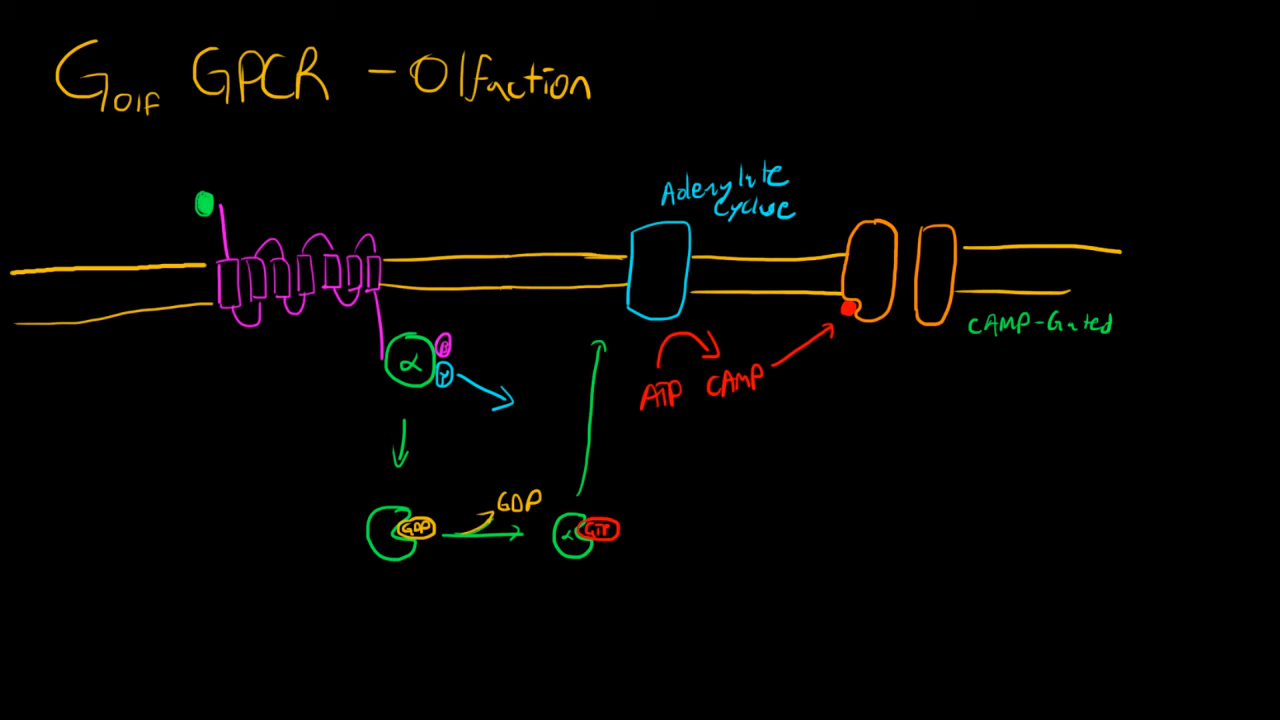 Golf GPCR - Olfaction
Adenylate
Cyclase
cAMP-Gated
α
β
γ
ATP
cAMP
GDP
GDP
α
GTP